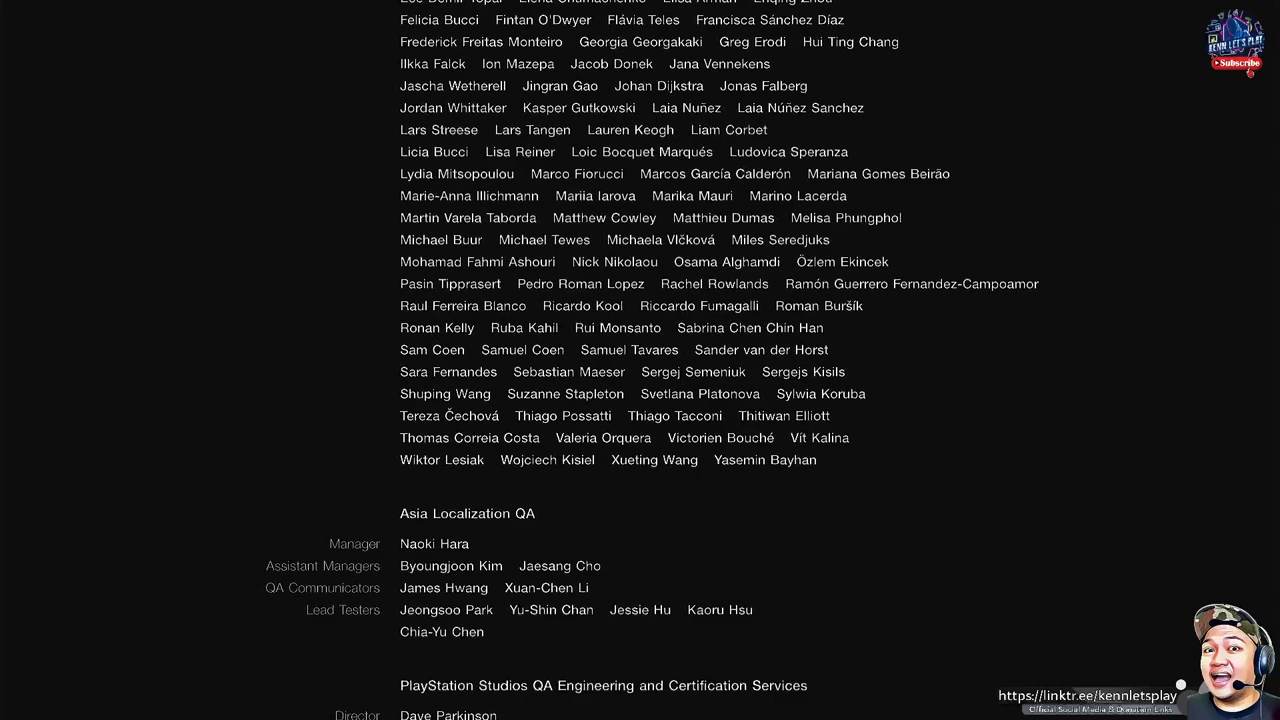 Felicia Bucci Fintan O'Dwyer Flávia Teles Francisca Sánchez Díaz
Frederick Freitas Monteiro Georgia Georgakaki Greg Erodi Hui Ting Chang
Ilkka Falck Ion Mazepa Jacob Donek Jana Vennekens
Jascha Wetherell Jingran Gao Johan Dijkstra Jonas Falberg
Jordan Whittaker Kasper Gutkowski Laia Nuñez Laia Núñez Sanchez
Lars Streese Lars Tangen Lauren Keogh Liam Corbet
Licia Bucci Lisa Reiner Loic Bocquet Marqués Ludovica Speranza
Lydia Mitsopoulou Marco Fiorucci Marcos García Calderón Mariana Gomes Beirão
Marie-Anna Illichmann Mariia Iarova Marika Mauri Marino Lacerda
Martin Varela Taborda Matthew Cowley Matthieu Dumas Melisa Phungphol
Michael Buur Michael Tewes Michaela Vlčková Miles Seredjuks
Mohamad Fahmi Ashouri Nick Nikolaou Osama Alghamdi Özlem Ekincek
Pasin Tipprasert Pedro Roman Lopez Rachel Rowlands Ramón Guerrero Fernandez-Campoamor
Raul Ferreira Blanco Ricardo Kool Riccardo Fumagalli Roman Buršík
Ronan Kelly Ruba Kahil Rui Monsanto Sabrina Chen Chin Han
Sam Coen Samuel Coen Samuel Tavares Sander van der Horst
Sara Fernandes Sebastian Maeser Sergej Semeniuk Sergejs Kisils
Shuping Wang Suzanne Stapleton Svetlana Platonova Sylwia Koruba
Tereza Čechová Thiago Possatti Thiago Tacconi Thitiwan Elliott
Thomas Correia Costa Valeria Orquera Victorien Bouché Vít Kalina
Wiktor Lesiak Wojciech Kisiel Xueting Wang Yasemin Bayhan
Asia Localization QA
Manager Naoki Hara
Assistant Managers Byoungjoon Kim Jaesang Cho
QA Communicators James Hwang Xuan-Chen Li
Lead Testers Jeongsoo Park Yu-Shin Chan Jessie Hu Kaoru Hsu
Chia-Yu Chen
PlayStation Studios QA Engineering and Certification Services
Director Dave Parkinson
KENN LET'S PLAY
Subscribe
https://linktr.ee/kennletsplay
Official Social Media & Donation Links